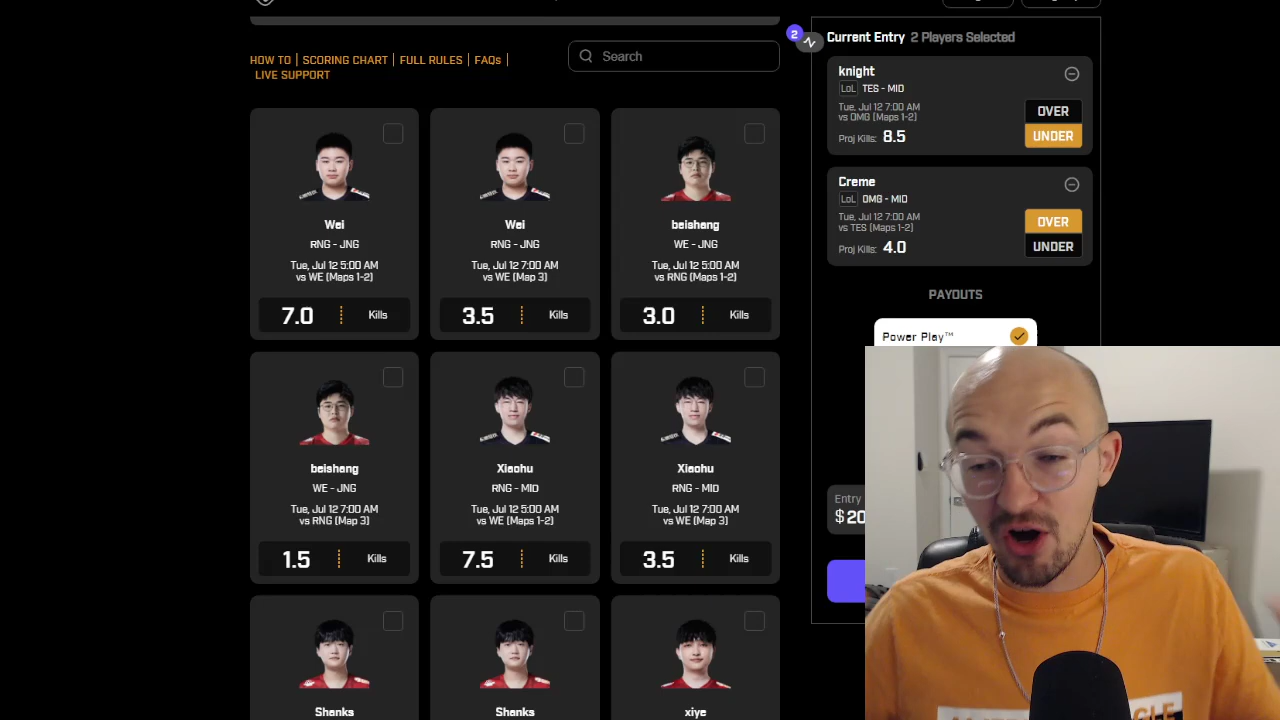 HOW TO | SCORING CHART | FULL RULES | FAQs |
LIVE SUPPORT
Search
Wei
RNG - JNG
Tue, Jul 12 5:00 AM
vs WE (Maps 1-2)
7.0 Kills
Wei
RNG - JNG
Tue, Jul 12 7:00 AM
vs WE (Map 3)
3.5 Kills
beishang
WE - JNG
Tue, Jul 12 5:00 AM
vs RNG (Maps 1-2)
3.0 Kills
beishang
WE - JNG
Tue, Jul 12 7:00 AM
vs RNG (Map 3)
1.5 Kills
Xiaohu
RNG - MID
Tue, Jul 12 5:00 AM
vs WE (Maps 1-2)
7.5 Kills
Xiaohu
RNG - MID
Tue, Jul 12 7:00 AM
vs WE (Map 3)
3.5 Kills
Shanks
Shanks
xiye
2
Current Entry 2 Players Selected
knight
LoL TES - MID
Tue, Jul 12 7:00 AM
vs OMG (Maps 1-2)
Proj Kills: 8.5
OVER
UNDER
Creme
LoL OMG - MID
Tue, Jul 12 7:00 AM
vs TES (Maps 1-2)
Proj Kills: 4.0
OVER
UNDER
PAYOUTS
Power Play™
Entry
$20